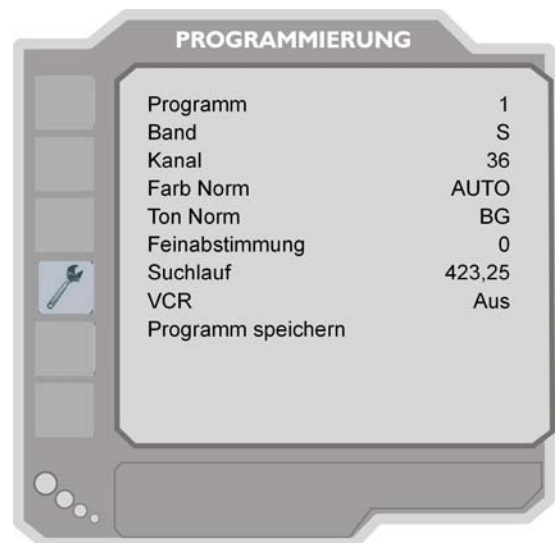 PROGRAMMIERUNG
Programm 1
Band S
Kanal 36
Farb Norm AUTO
Ton Norm BG
Feinabstimmung 0
Suchlauf 423,25
VCR Aus
Programm speichern